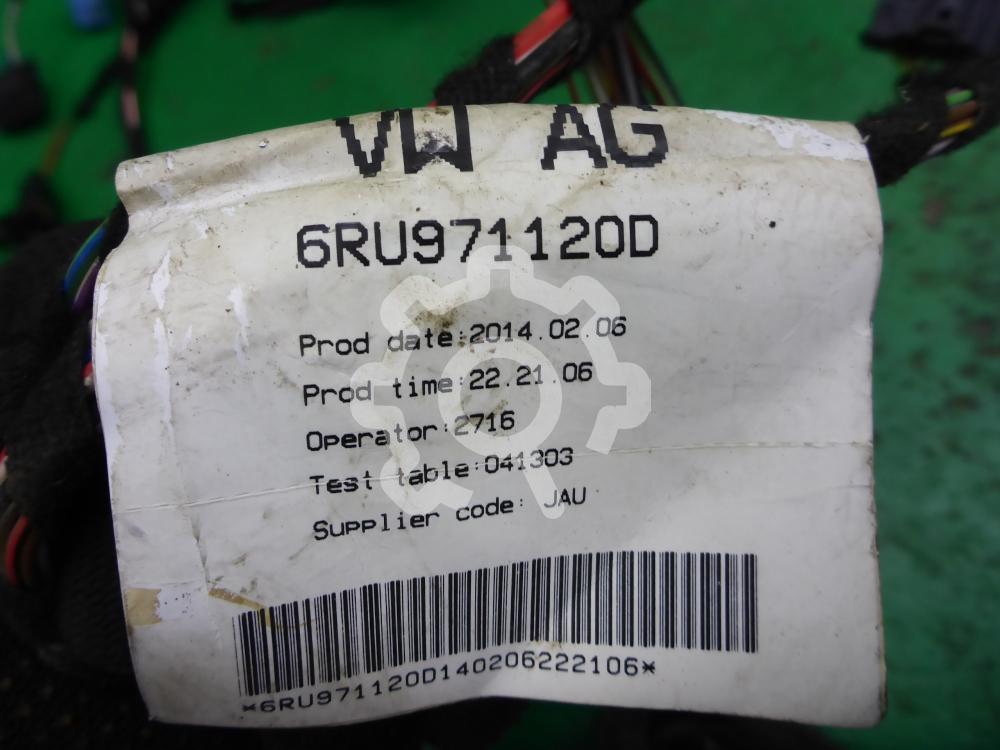 VW AG
6RU971120D
Prod date:2014.02.06
Prod time:22.21.06
Operator:2716
Test table:041303
Supplier code: JAU
*6RU971120D140206222106*